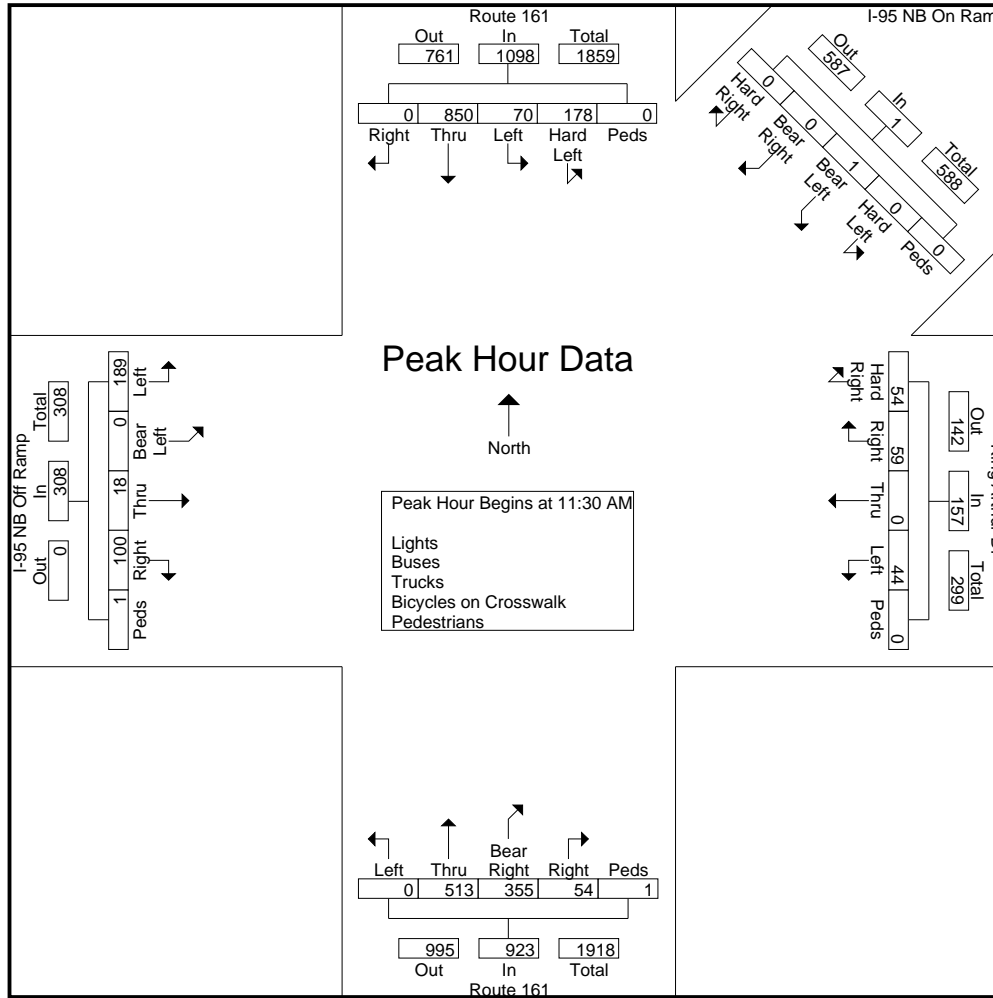 Route 161
Out In Total
761 1098 1859
0 850 70 178 0
Right Thru Left Hard Left Peds
I-95 NB On Ram
Out In Total
587 1 588
0 0 1 0 0
Hard Right Bear Right Bear Left Hard Left Peds
I-95 NB Off Ramp
Total In Out
308 308 0
189 0 18 100 1
Left Bear Left Thru Right Peds
Peak Hour Data
North
Peak Hour Begins at 11:30 AM
Lights
Buses
Trucks
Bicycles on Crosswalk
Pedestrians
Out In Total
142 157 299
54 59 0 44 0
Hard Right Right Thru Left Peds
Left Thru Bear Right Right Peds
0 513 355 54 1
995 923 1918
Out In Total
Route 161